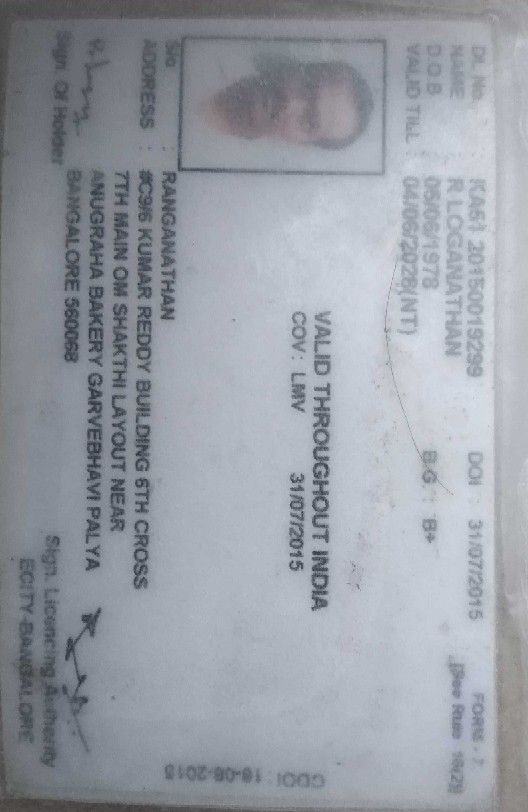 DL No. : KA51 20150019299 DOI : 31/07/2015 FORM - 7
NAME : R LOGANATHAN [See Rule 16(2)]
D.O.B : 05/06/1978 B.G : B+
VALID TILL : 04/06/2028(NT)
VALID THROUGHOUT INDIA
COV : LMV 31/07/2015
S/o : RANGANATHAN
ADDRESS : #C9/6 KUMAR REDDY BUILDING 6TH CROSS
7TH MAIN OM SHAKTHI LAYOUT NEAR
ANUGRAHA BAKERY GARVEBHAVI PALYA
BANGALORE 560068
Sign. Of Holder
Sign. Licencing Authority
ECITY-BANGALORE
CDOI : 18-08-2015